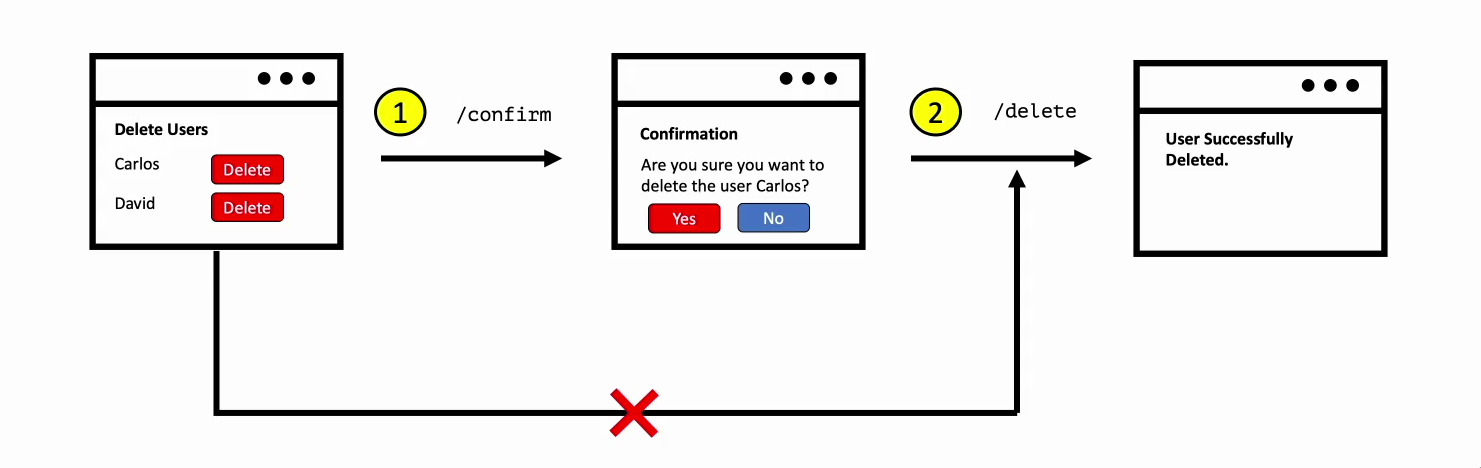 Delete Users
Carlos Delete
David Delete
1 /confirm
Confirmation
Are you sure you want to
delete the user Carlos?
Yes No
2 /delete
User Successfully
Deleted.